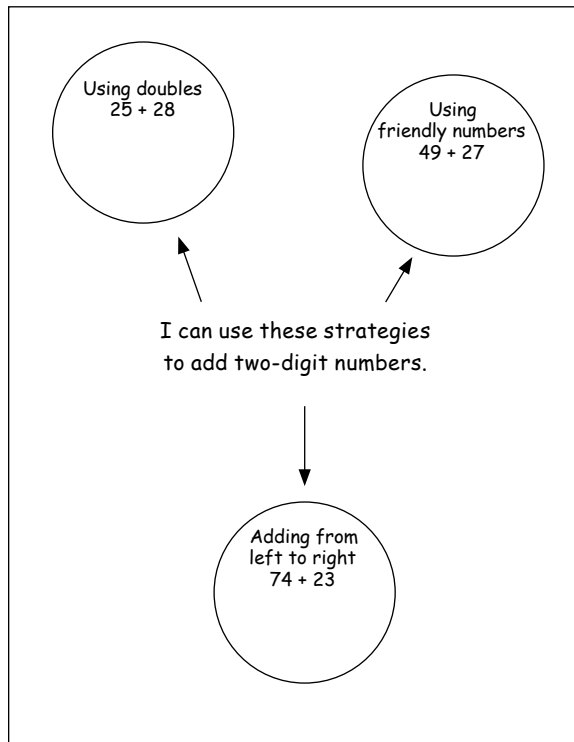 Using doubles
25 + 28
Using
friendly numbers
49 + 27
I can use these strategies
to add two-digit numbers.
Adding from
left to right
74 + 23